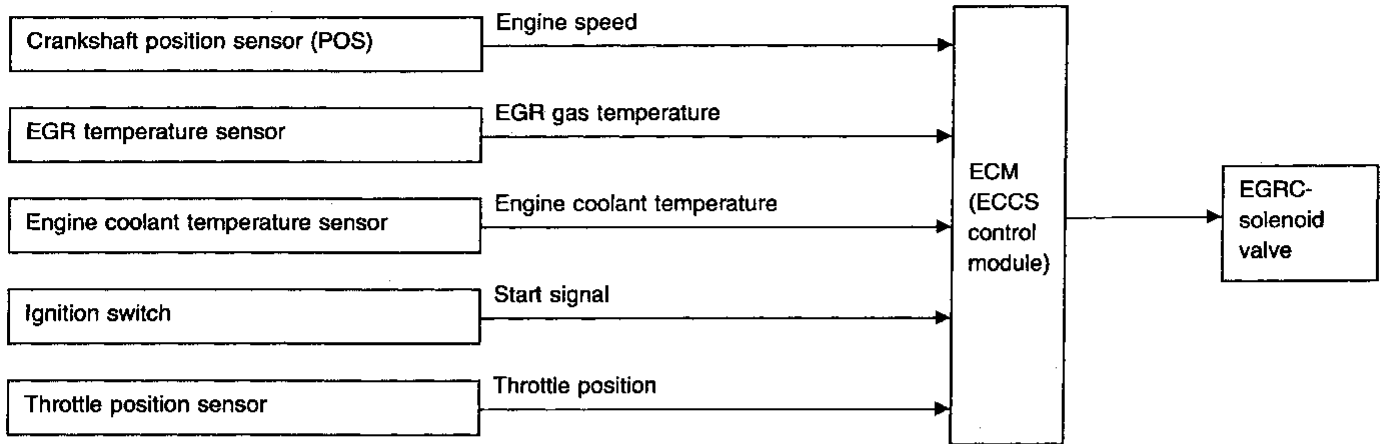 Crankshaft position sensor (POS)
Engine speed
EGR temperature sensor
EGR gas temperature
Engine coolant temperature sensor
Engine coolant temperature
Ignition switch
Start signal
Throttle position sensor
Throttle position
ECM
(ECCS
control
module)
EGRC-
solenoid
valve